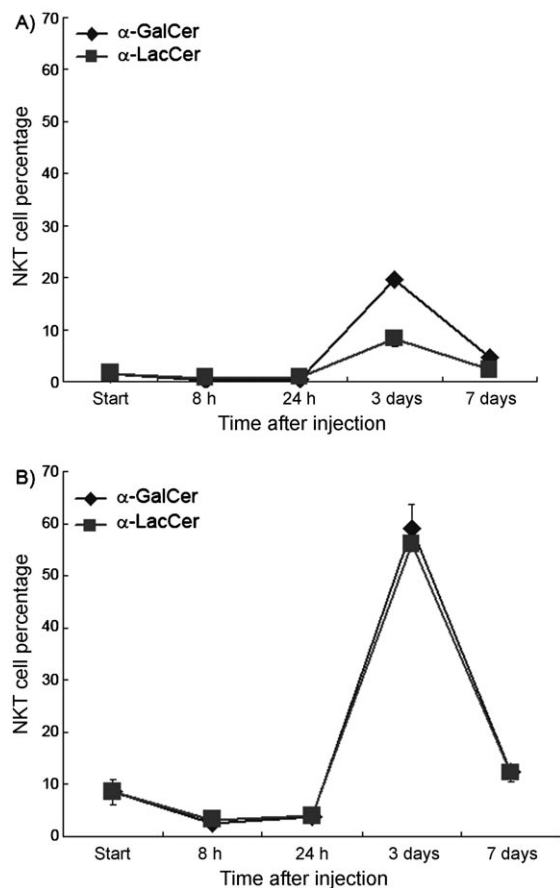 A)
α-GalCer
α-LacCer
NKT cell percentage
70
60
50
40
30
20
10
0
Start 8 h 24 h 3 days 7 days
Time after injection
B)
α-GalCer
α-LacCer
NKT cell percentage
70
60
50
40
30
20
10
0
Start 8 h 24 h 3 days 7 days
Time after injection